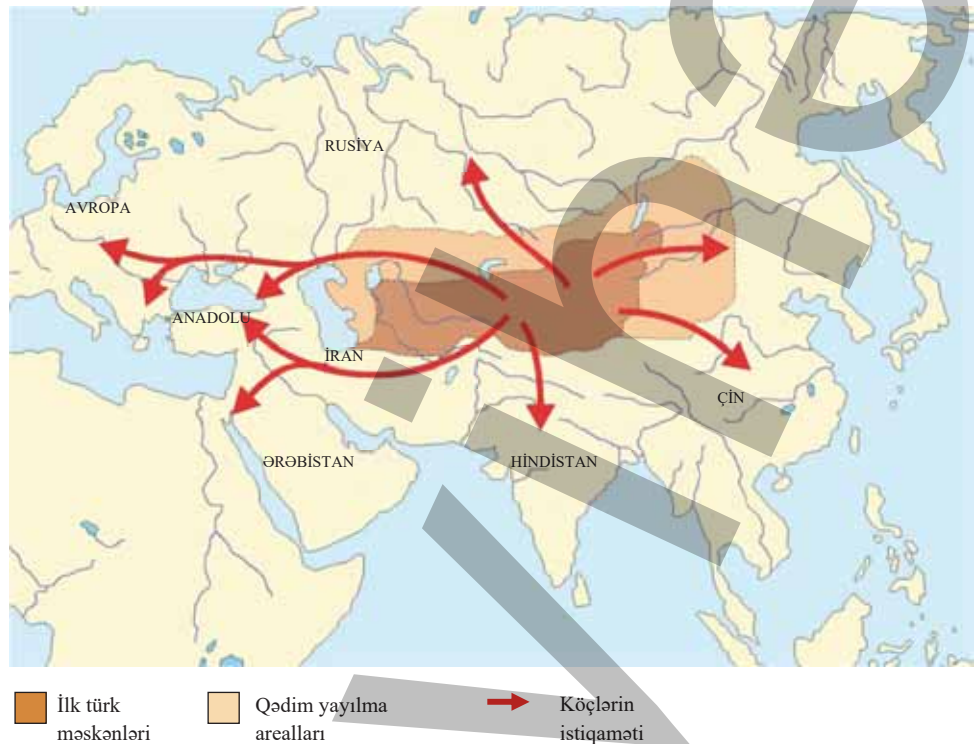 RUSİYA
AVROPA
ANADOLU
İRAN
ÇİN
ƏRƏBİSTAN
HİNDİSTAN
İlk türk
məskənləri
Qədim yayılma
arealları
Köçlərin
istiqaməti